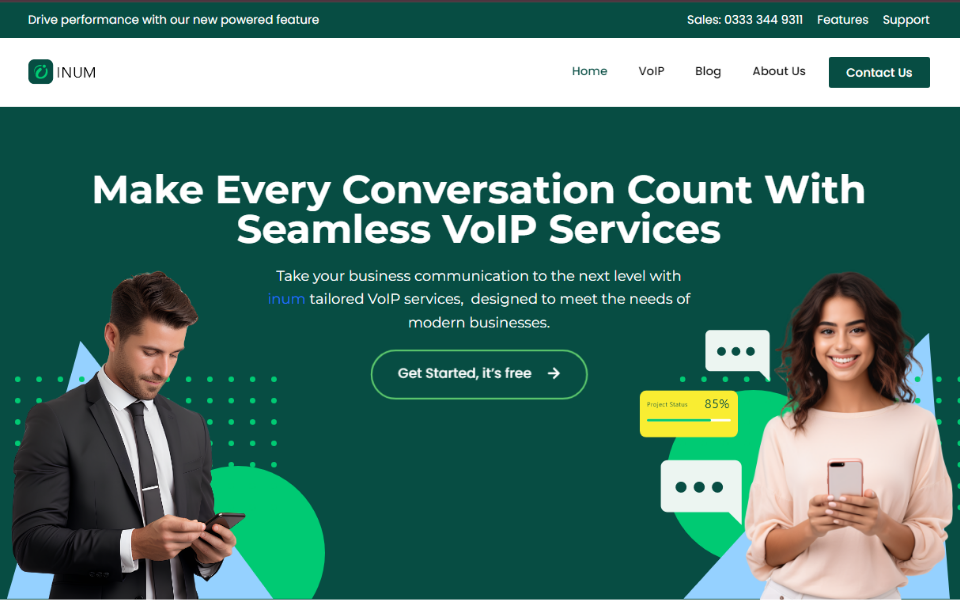 Drive performance with our new powered feature
Sales: 0333 344 9311 Features Support
INUM
Home VoIP Blog About Us Contact Us
Make Every Conversation Count With
Seamless VoIP Services
Take your business communication to the next level with
inum tailored VoIP services, designed to meet the needs of
modern businesses.
Get Started, it’s free
Project Status 85%